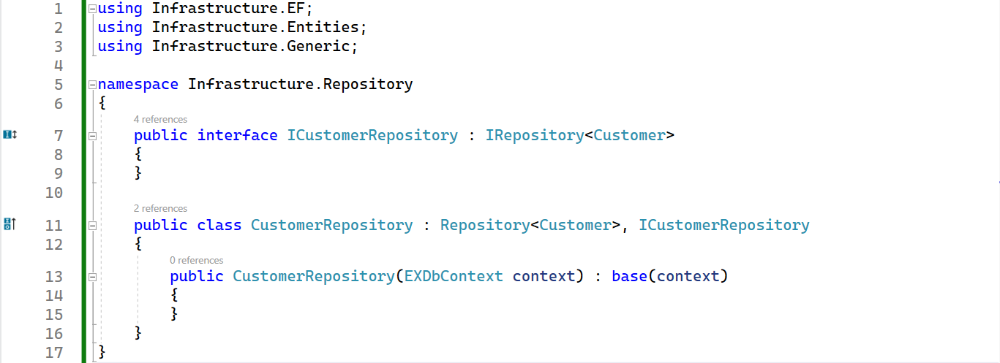 1 using Infrastructure.EF;
2 using Infrastructure.Entities;
3 using Infrastructure.Generic;
4
5 namespace Infrastructure.Repository
6 {
4 references
7 public interface ICustomerRepository : IRepository<Customer>
8 {
9 }
10
2 references
11 public class CustomerRepository : Repository<Customer>, ICustomerRepository
12 {
0 references
13 public CustomerRepository(EXDbContext context) : base(context)
14 {
15 }
16 }
17 }